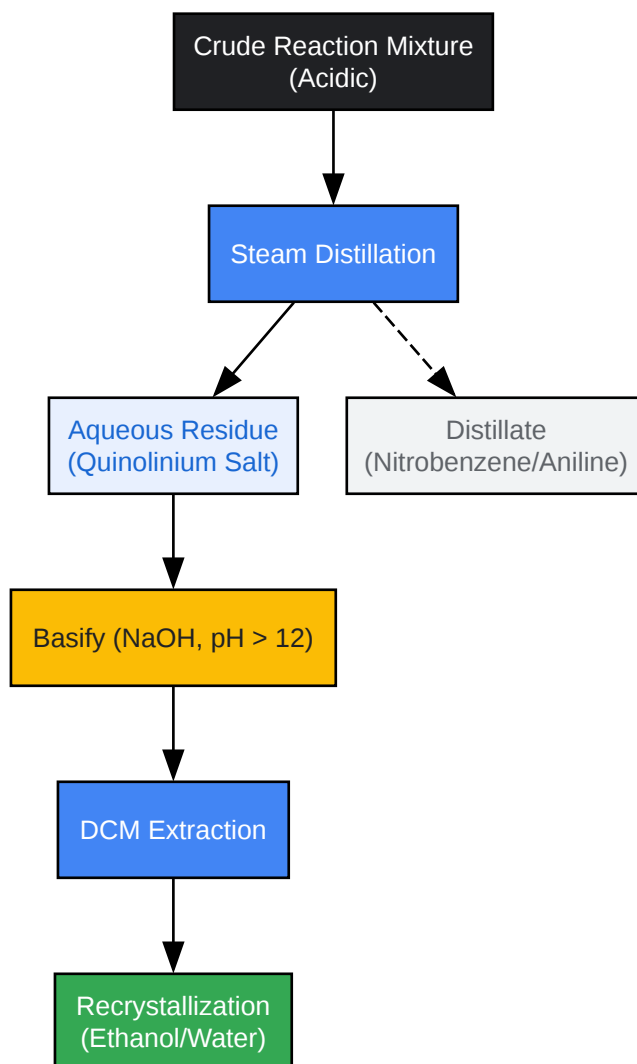 Crude Reaction Mixture
(Acidic)
Steam Distillation
Aqueous Residue
(Quinolinium Salt)
Distillate
(Nitrobenzene/Aniline)
Basify (NaOH, pH > 12)
DCM Extraction
Recrystallization
(Ethanol/Water)